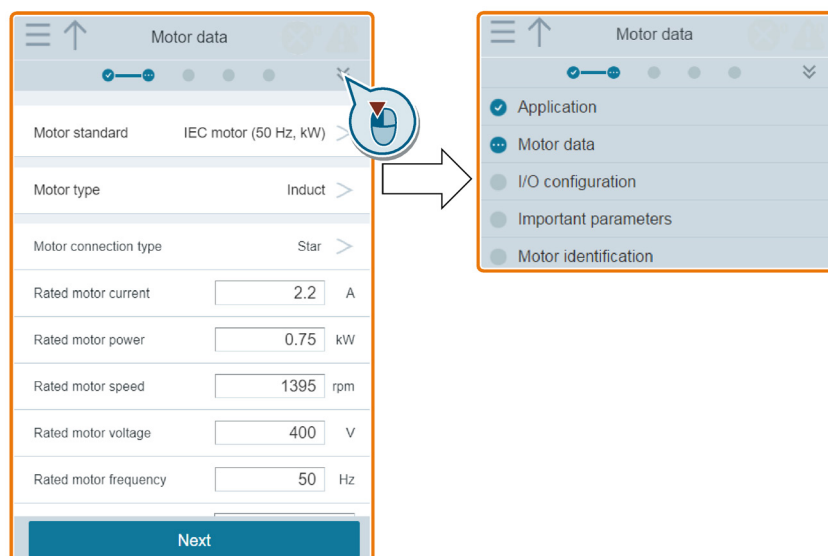 Motor data
Motor standard IEC motor (50 Hz, kW)
Motor type Induct
Motor connection type Star
Rated motor current 2.2 A
Rated motor power 0.75 kW
Rated motor speed 1395 rpm
Rated motor voltage 400 V
Rated motor frequency 50 Hz
Next
Motor data
Application
Motor data
I/O configuration
Important parameters
Motor identification